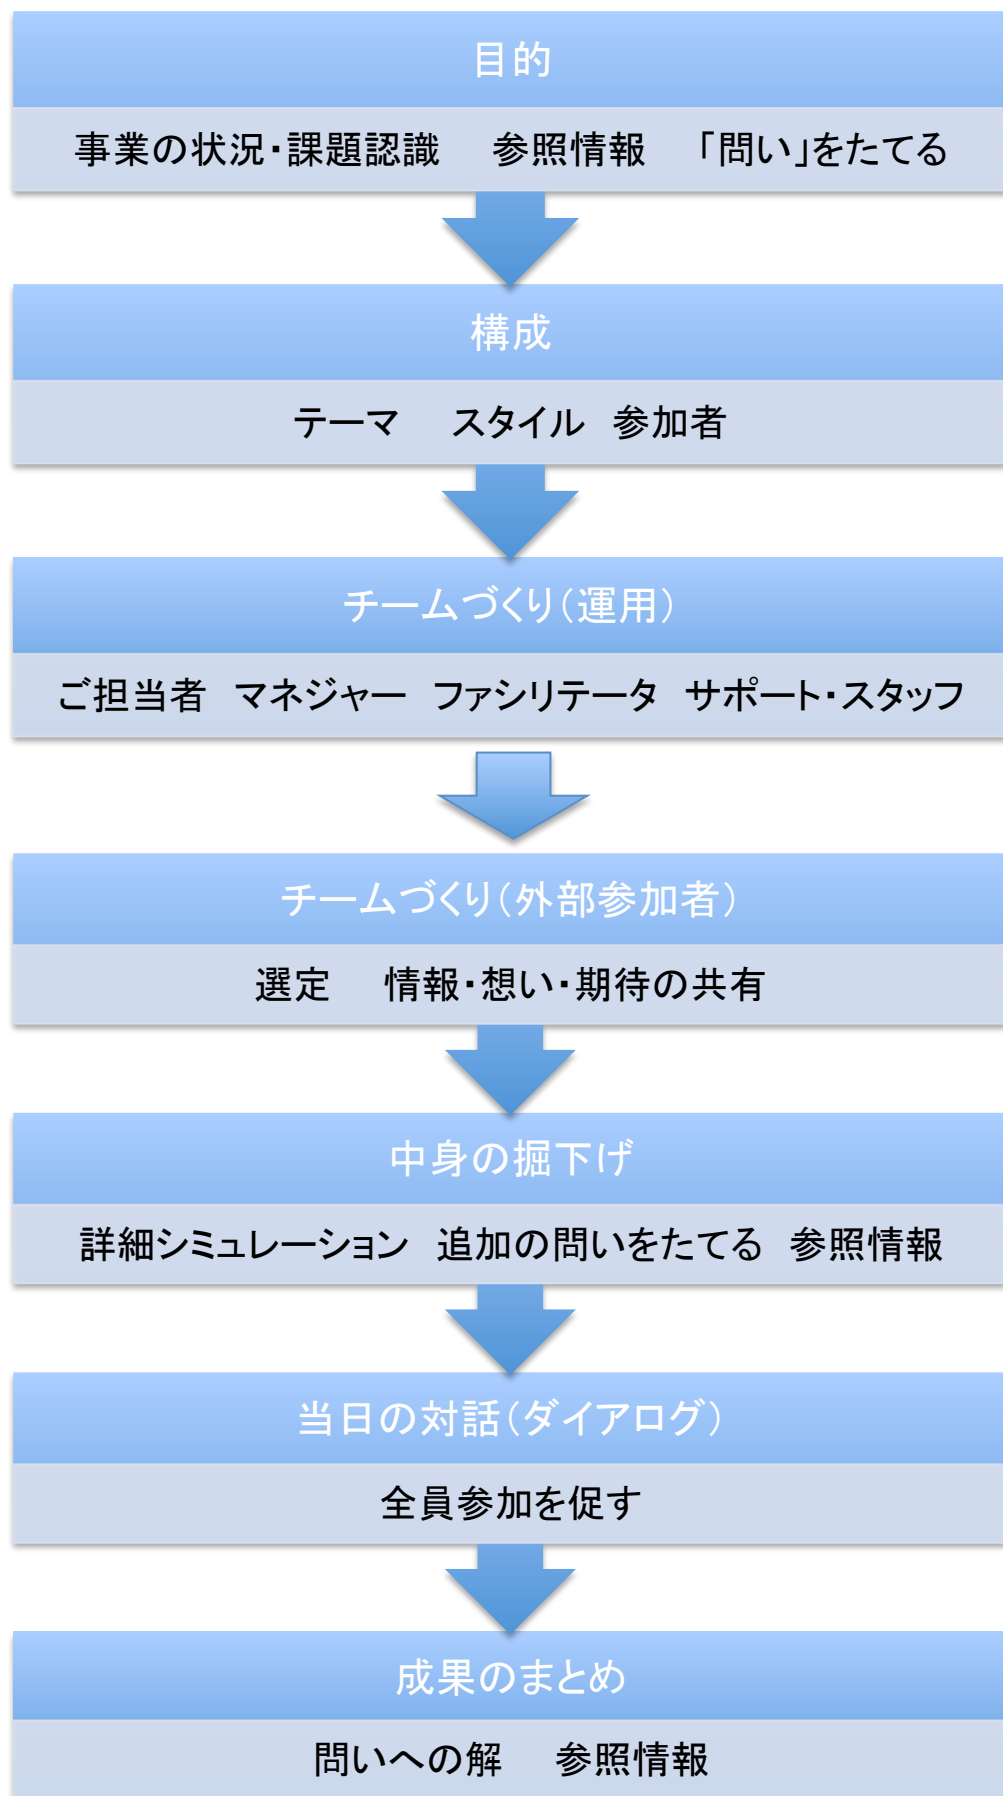 目的
事業の状況・課題認識　参照情報　「問い」をたてる
構成
テーマ　スタイル　参加者
チームづくり（運用）
ご担当者　マネジャー　ファシリテータ　サポート・スタッフ
チームづくり（外部参加者）
選定　情報・想い・期待の共有
中身の掘下げ
詳細シミュレーション　追加の問いをたてる　参照情報
当日の対話（ダイアログ）
全員参加を促す
成果のまとめ
問いへの解　参照情報